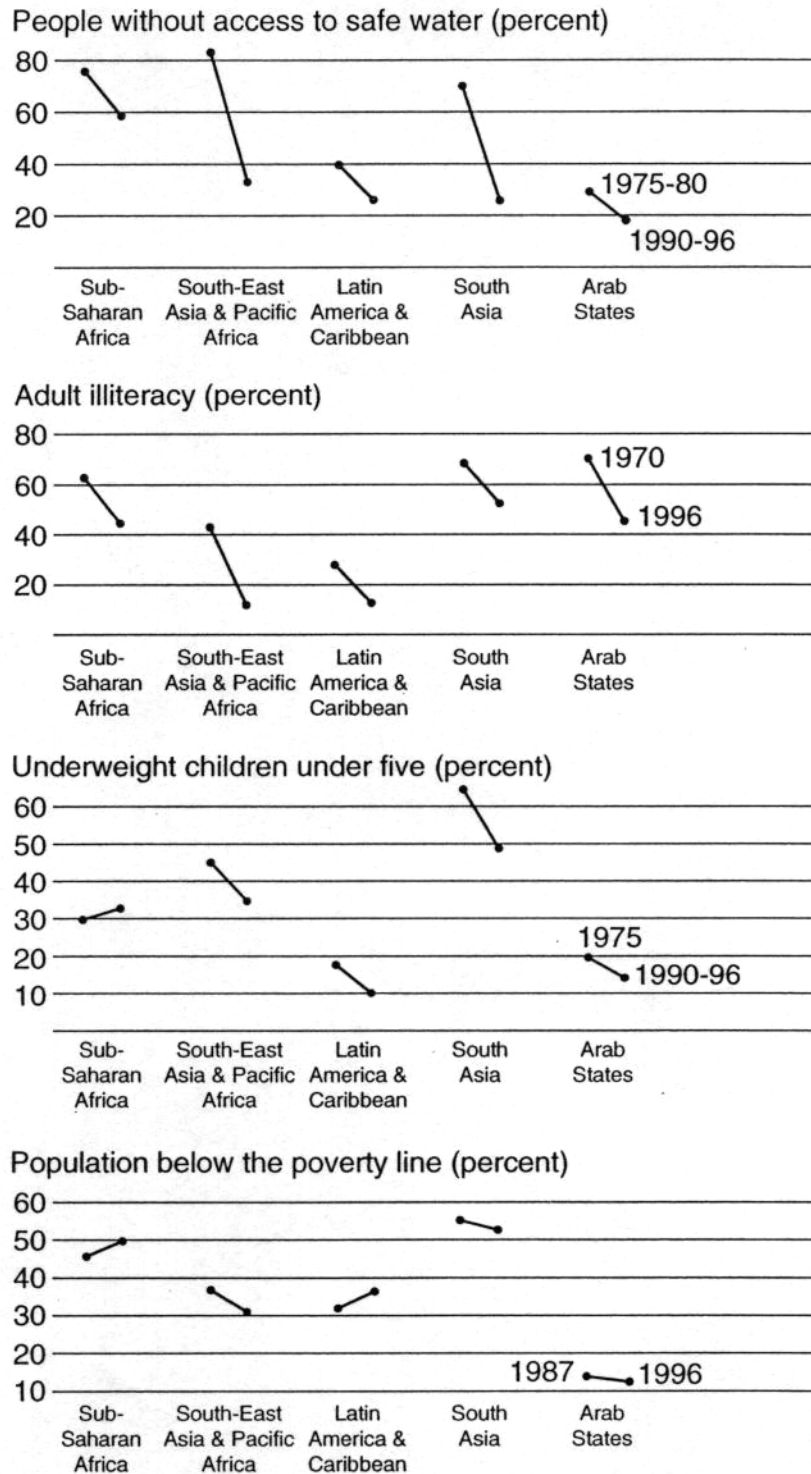 People without access to safe water (percent)
80
60
40
20
1975-80
1990-96
Sub-
Saharan
Africa
South-East
Asia & Pacific
Africa
Latin
America &
Caribbean
South
Asia
Arab
States
Adult illiteracy (percent)
80
60
40
20
1970
1996
Sub-
Saharan
Africa
South-East
Asia & Pacific
Africa
Latin
America &
Caribbean
South
Asia
Arab
States
Underweight children under five (percent)
60
50
40
30
20
10
1975
1990-96
Sub-
Saharan
Africa
South-East
Asia & Pacific
Africa
Latin
America &
Caribbean
South
Asia
Arab
States
Population below the poverty line (percent)
60
50
40
30
20
10
1987
1996
Sub-
Saharan
Africa
South-East
Asia & Pacific
Africa
Latin
America &
Caribbean
South
Asia
Arab
States